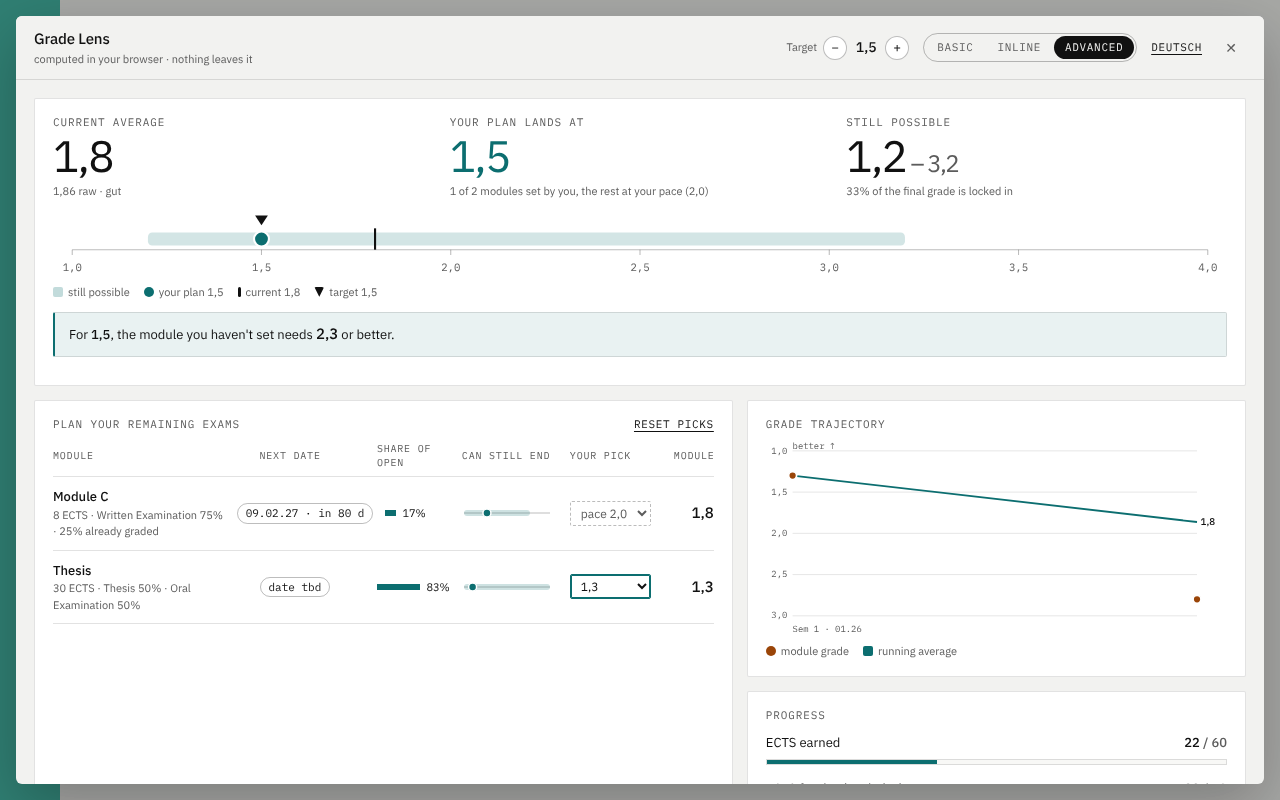 Grade Lens
computed in your browser · nothing leaves it
Target − 1,5 +
BASIC INLINE ADVANCED
DEUTSCH
×
CURRENT AVERAGE
1,8
1,86 raw · gut
YOUR PLAN LANDS AT
1,5
1 of 2 modules set by you, the rest at your pace (2,0)
STILL POSSIBLE
1,2 – 3,2
33% of the final grade is locked in
1,0 1,5 2,0 2,5 3,0 3,5 4,0
still possible your plan 1,5 current 1,8 target 1,5
For 1,5, the module you haven't set needs 2,3 or better.
PLAN YOUR REMAINING EXAMS
RESET PICKS
MODULE NEXT DATE SHARE OF OPEN CAN STILL END YOUR PICK MODULE
Module C
8 ECTS · Written Examination 75%
· 25% already graded
09.02.27 · in 80 d
17%
pace 2,0
1,8
Thesis
30 ECTS · Thesis 50% · Oral
Examination 50%
date tbd
83%
1,3
1,3
GRADE TRAJECTORY
better ↑
1,0
1,5
1,8
2,0
2,5
3,0
Sem 1 · 01.26
module grade running average
PROGRESS
ECTS earned 22 / 60